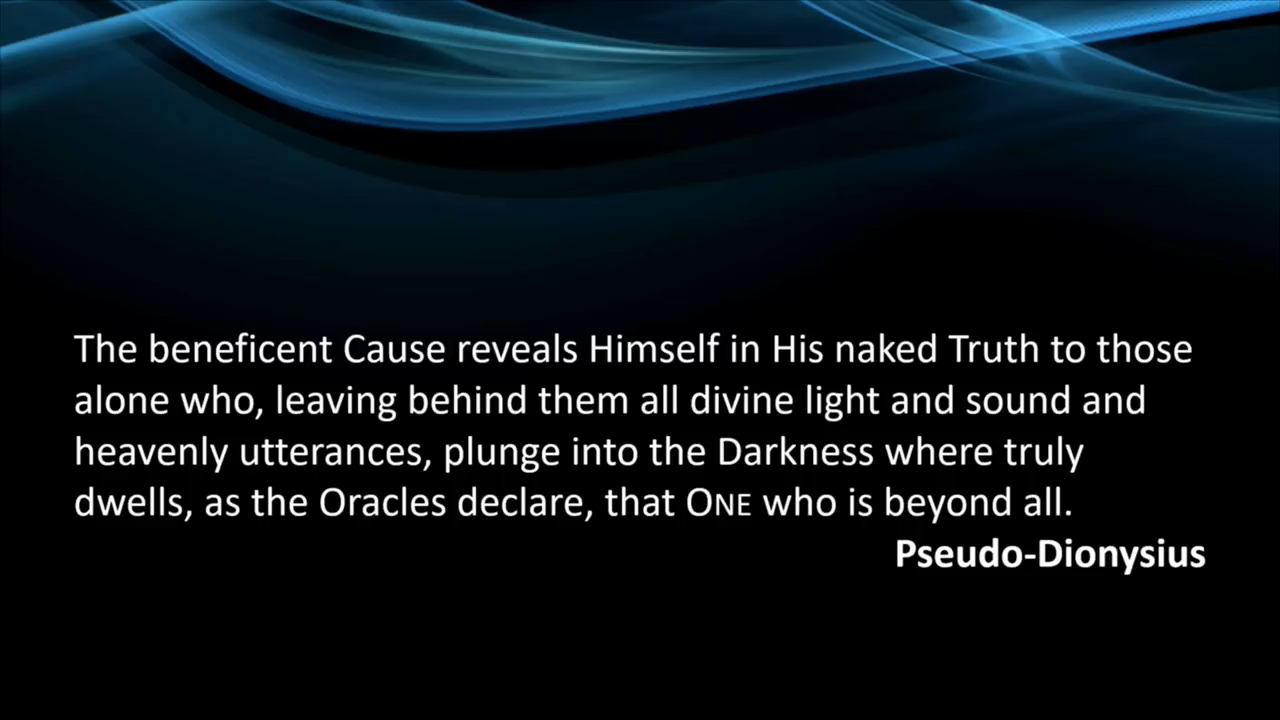 The beneficent Cause reveals Himself in His naked Truth to those
alone who, leaving behind them all divine light and sound and
heavenly utterances, plunge into the Darkness where truly
dwells, as the Oracles declare, that ONE who is beyond all.
Pseudo-Dionysius